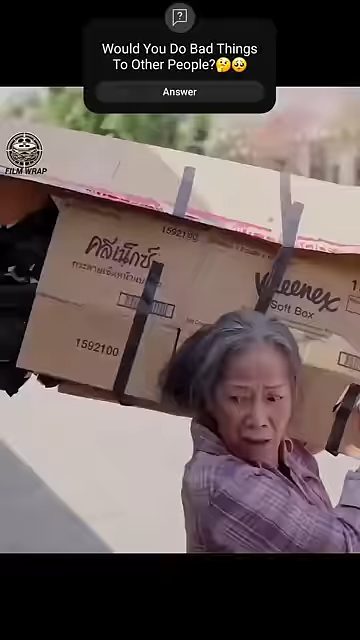 Would You Do Bad Things
To Other People?🤔🥺
Answer
FILM WRAP
1592100
คลีเน็กซ์
Kleenex
Soft Box
1592100